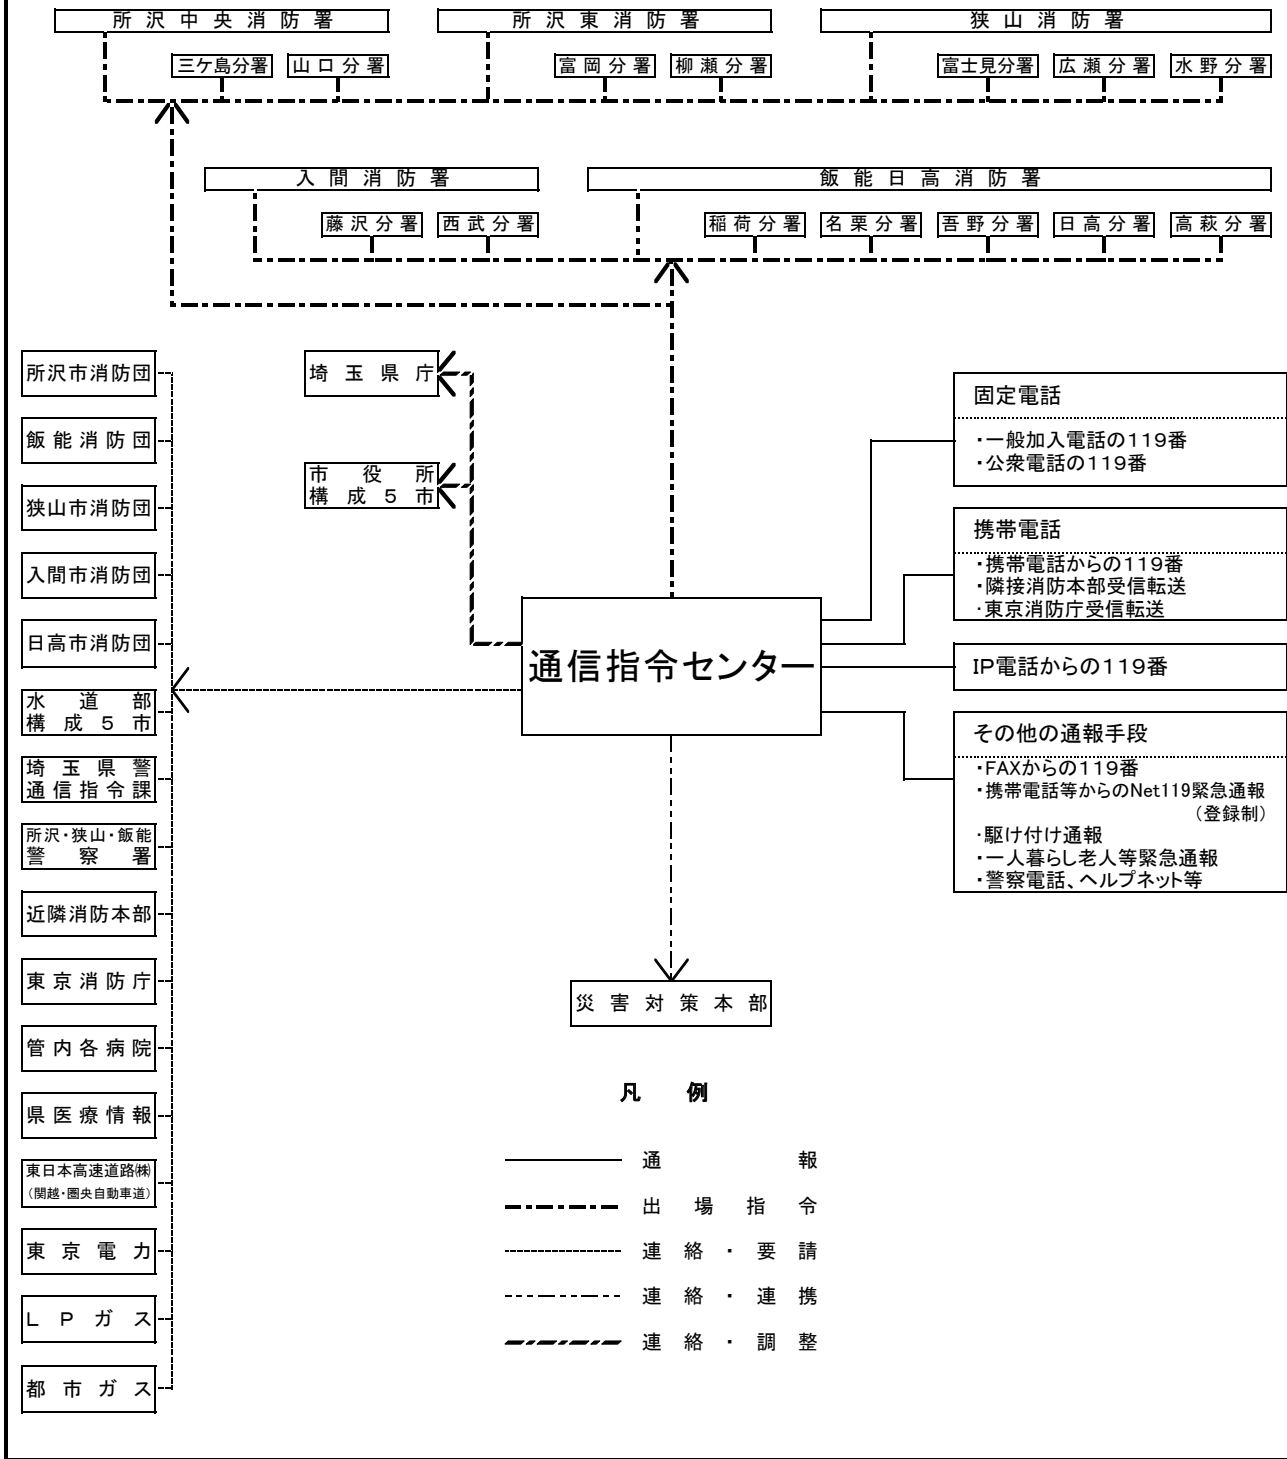 所沢中央消防署
所沢東消防署
狭山消防署
三ケ島分署
山口分署
富岡分署
柳瀬分署
富士見分署
広瀬分署
水野分署
入間消防署
飯能日高消防署
藤沢分署
西武分署
稲荷分署
名栗分署
吾野分署
日高分署
高萩分署
所沢市消防団
飯能消防団
狭山市消防団
入間市消防団
日高市消防団
水道部
構成5市
埼玉県警
通信指令課
所沢・狭山・飯能
警察署
近隣消防本部
東京消防庁
管内各病院
県医療情報
東日本高速道路㈱
（関越・圏央自動車道）
東京電力
LPガス
都市ガス
埼玉県庁
市役所
構成5市
通信指令センター
固定電話
・一般加入電話の119番
・公衆電話の119番
携帯電話
・携帯電話からの119番
・隣接消防本部受信転送
・東京消防庁受信転送
IP電話からの119番
その他の通報手段
・FAXからの119番
・携帯電話等からのNet119緊急通報
（登録制）
・駆け付け通報
・一人暮らし老人等緊急通報
・警察電話、ヘルプネット等
災害対策本部
凡例
通報
出場指令
連絡・要請
連絡・連携
連絡・調整